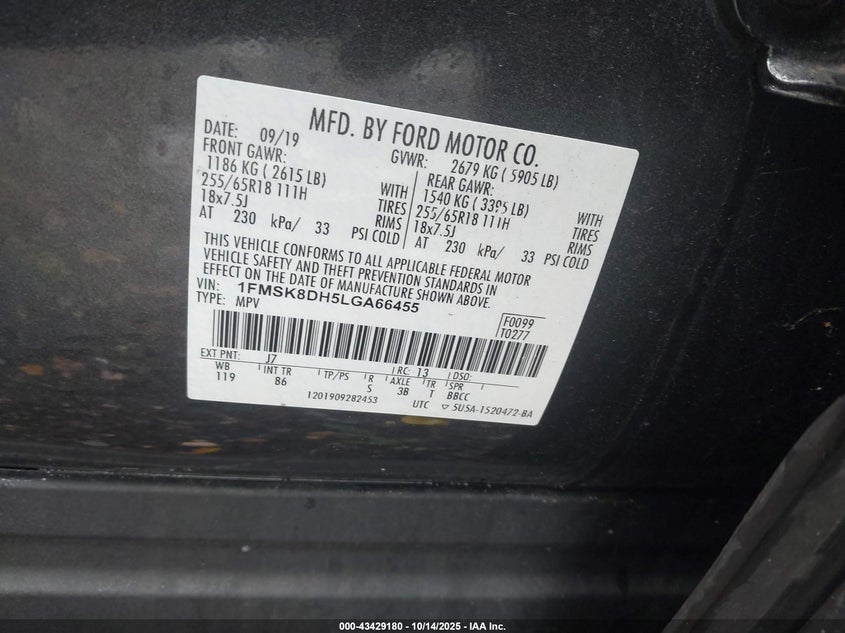 MFD. BY FORD MOTOR CO.
DATE: 09/19 GVWR: 2679 KG ( 5905 LB)
FRONT GAWR: REAR GAWR:
1186 KG ( 2615 LB) WITH 1540 KG ( 3395 LB) WITH
255/65R18 111H TIRES 255/65R18 111H TIRES
18x7.5J RIMS 18x7.5J RIMS
AT 230 kPa/ 33 PSI COLD AT 230 kPa/ 33 PSI COLD
THIS VEHICLE CONFORMS TO ALL APPLICABLE FEDERAL MOTOR
VEHICLE SAFETY AND THEFT PREVENTION STANDARDS IN
EFFECT ON THE DATE OF MANUFACTURE SHOWN ABOVE.
VIN: 1FMSK8DH5LGA66455
TYPE: MPV
F0099
T0277
EXT PNT: J7 RC: 13 DSO:
WB INT TR TP/PS R AXLE TR SPR
119 86 S 3B T BBCC
1201909282453 UTC ▽ 5U5A-1520472-BA
000-43429180 - 10/14/2025 - IAA Inc.